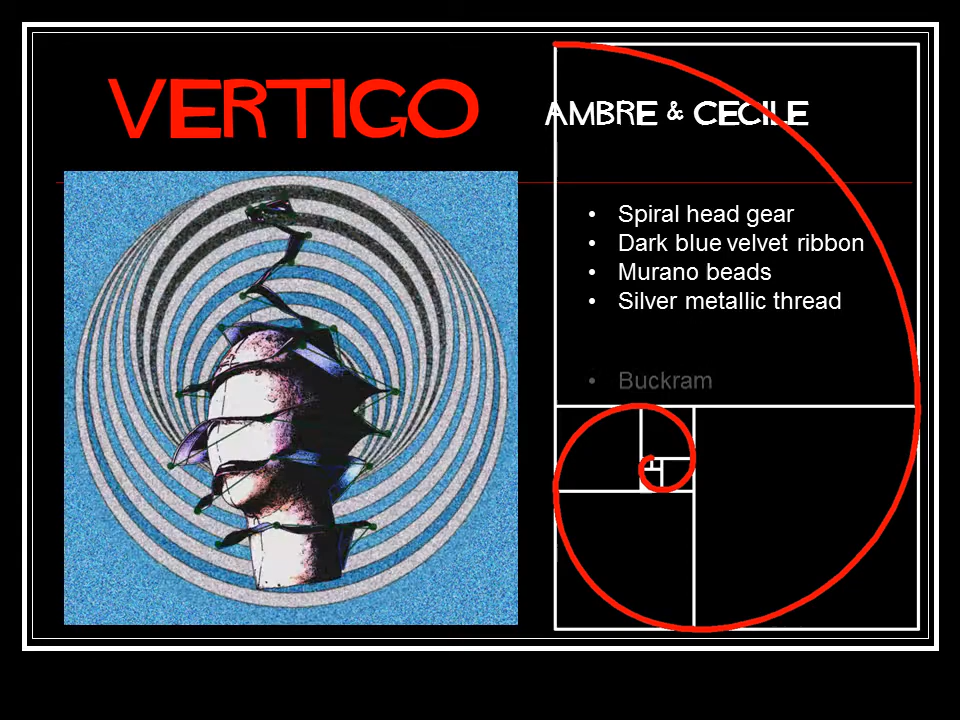 VERTIGO
AMBRE & CECILE
• Spiral head gear
• Dark blue velvet ribbon
• Murano beads
• Silver metallic thread
• Buckram